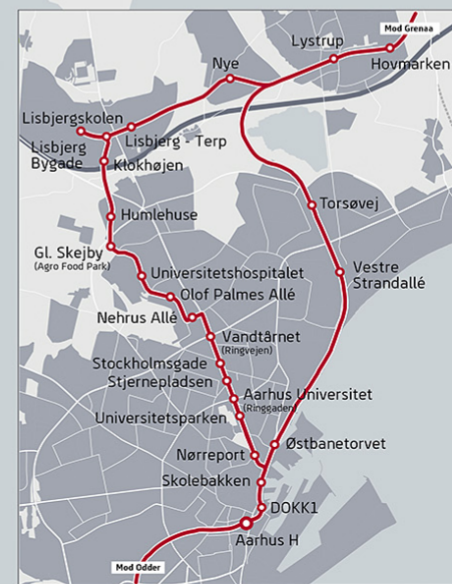 Mod Grenaa
Lystrup
Hovmarken
Nye
Lisbjergskolen
Lisbjerg - Terp
Lisbjerg
Bygade
Klokhøjen
Humlehuse
Torsøvej
Gl. Skejby
(Agro Food Park)
Universitetshospitalet
Vestre
Strandallé
Olof Palmes Allé
Nehrus Allé
Vandtårnet
(Ringvejen)
Stockholmsgade
Stjernepladsen
Aarhus Universitet
(Ringgaden)
Universitetsparken
Østbanetorvet
Nørreport
Skolebakken
DOKK1
Aarhus H
Mod Odder